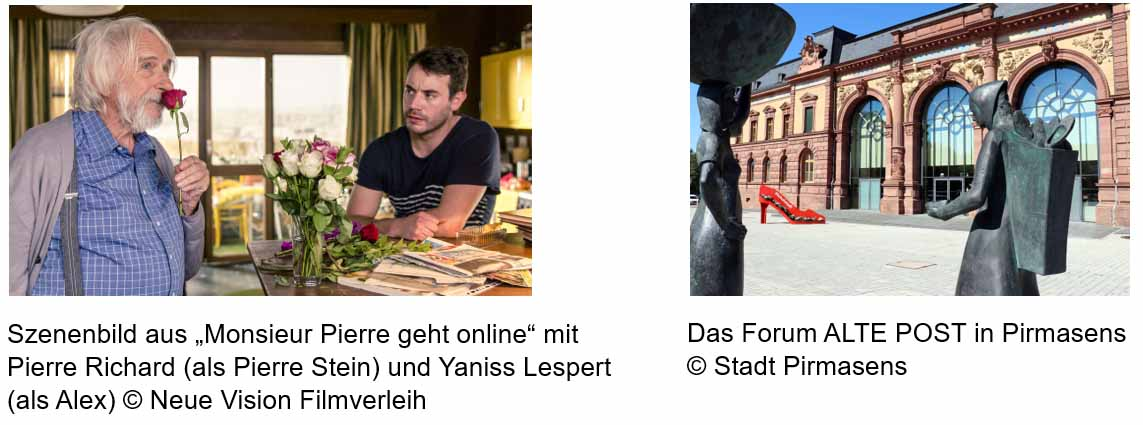 Szenenbild aus „Monsieur Pierre geht online“ mit
Pierre Richard (als Pierre Stein) und Yaniss Lespert
(als Alex) © Neue Vision Filmverleih
Das Forum ALTE POST in Pirmasens
© Stadt Pirmasens